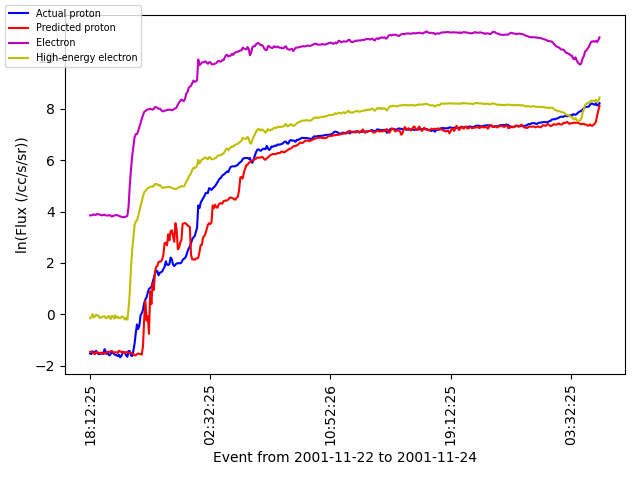 Actual proton
Predicted proton
Electron
High-energy electron
ln(Flux (/cc/s/sr))
8
6
4
2
0
−2
18:12:25
02:32:25
10:52:26
19:12:25
03:32:25
Event from 2001-11-22 to 2001-11-24